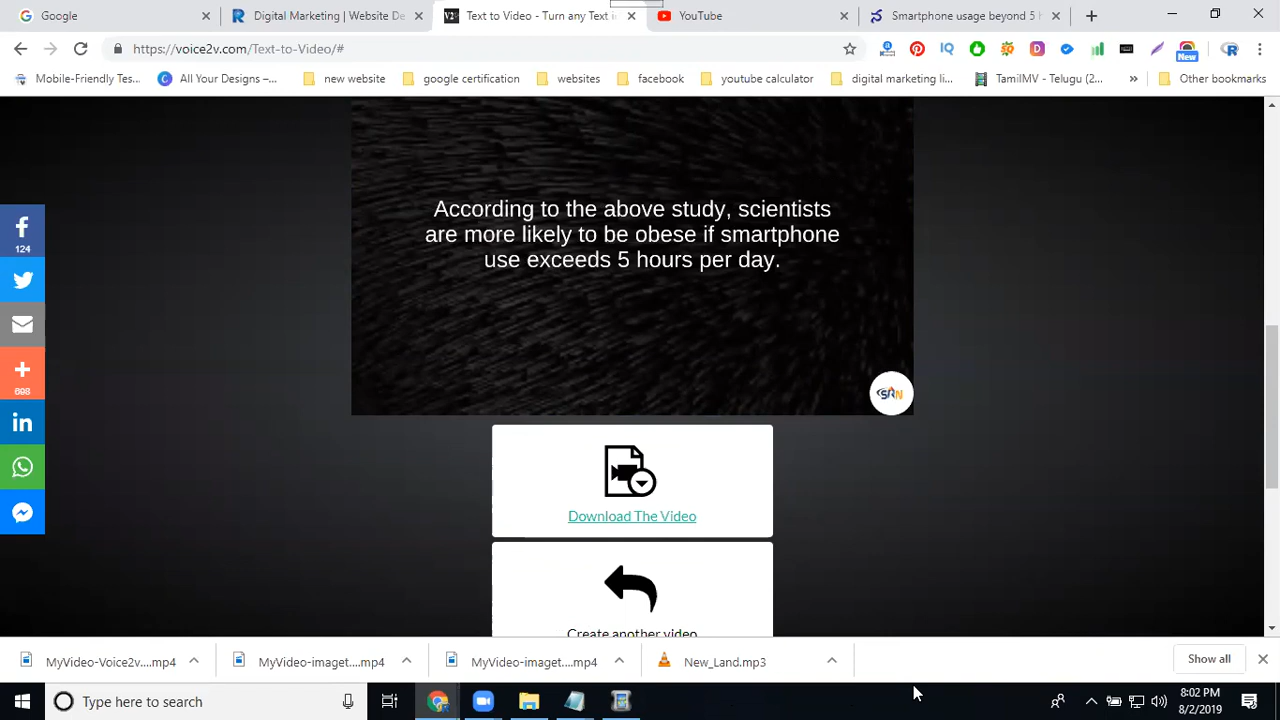 Google
Digital Marketing | Website D
Text to Video - Turn any Text in
YouTube
Smartphone usage beyond 5 h
https://voice2v.com/Text-to-Video/#
New
Mobile-Friendly Tes...
All Your Designs –...
new website
google certification
websites
facebook
youtube calculator
digital marketing li...
TamilMV - Telugu (2...
Other bookmarks
According to the above study, scientists
are more likely to be obese if smartphone
use exceeds 5 hours per day.
124
698
SRN
Download The Video
Create another video
MyVideo-Voice2v....mp4
MyVideo-imaget....mp4
MyVideo-imaget....mp4
New_Land.mp3
Show all
Type here to search
8:02 PM
8/2/2019